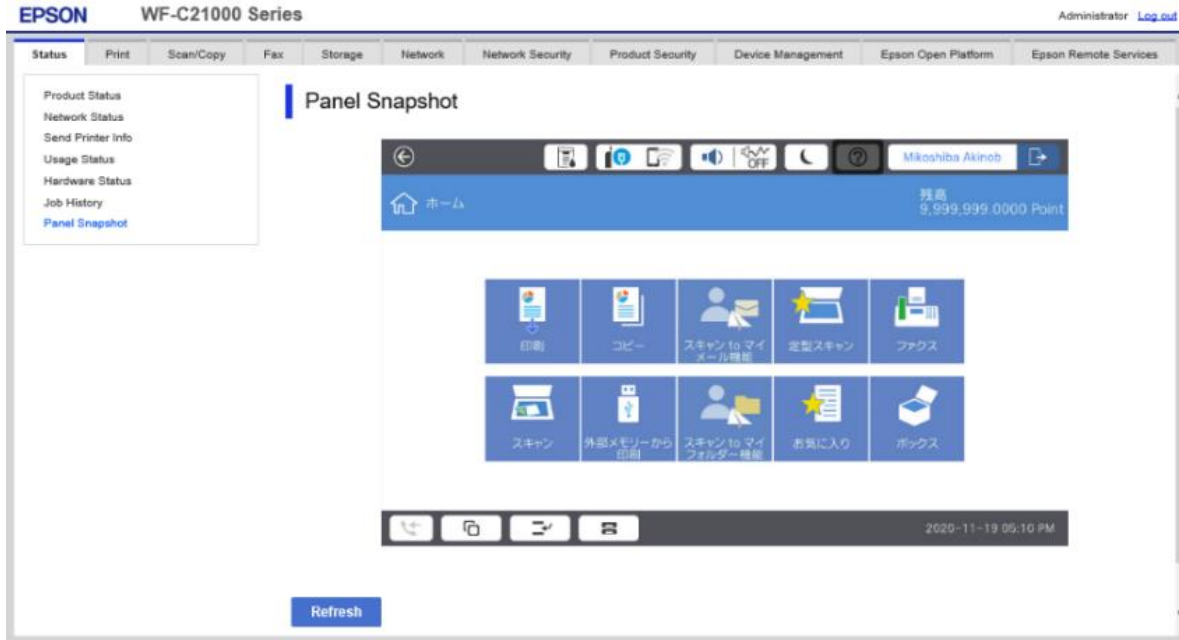 EPSON WF-C21000 Series
Administrator Log out
Status Print Scan/Copy Fax Storage Network Network Security Product Security Device Management Epson Open Platform Epson Remote Services
Product Status
Network Status
Send Printer Info
Usage Status
Hardware Status
Job History
Panel Snapshot
Panel Snapshot
OFF
Mikoshiba Akinob
ホーム
残高
9,999,999.0000 Point
印刷
コピー
スキャン to マイ
メール機能
定型スキャン
ファクス
スキャン
外部メモリーから
印刷
スキャン to マイ
フォルダー機能
お気に入り
ボックス
2020-11-19 05:10 PM
Refresh